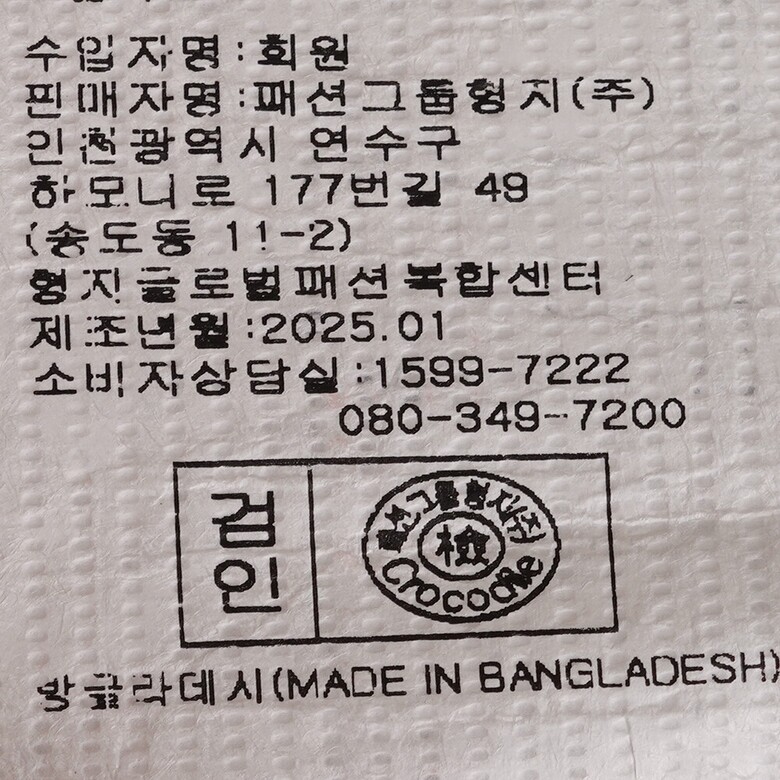 수입자명:회원
판매자명:패션그룹형지(주)
인천광역시 연수구
하모니로 177번길 49
(송도동 11-2)
형지글로벌패션복합센터
제조년월:2025.01
소비자상담실:1599-7222
080-349-7200
검인
패션그룹형지(주)
檢
Crocodile
방글라데시(MADE IN BANGLADESH)